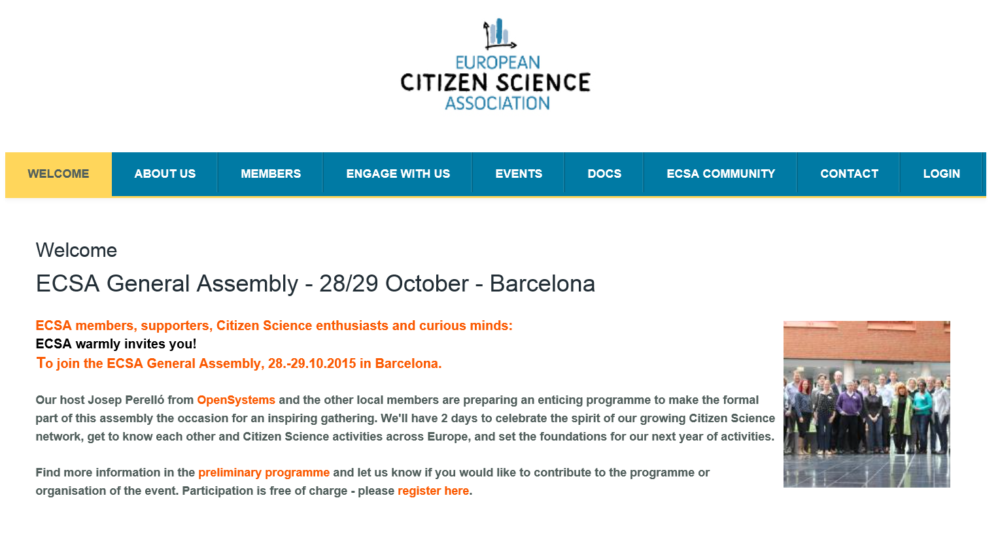 EUROPEAN
CITIZEN SCIENCE
ASSOCIATION
WELCOME ABOUT US MEMBERS ENGAGE WITH US EVENTS DOCS ECSA COMMUNITY CONTACT LOGIN
Welcome
ECSA General Assembly - 28/29 October - Barcelona
ECSA members, supporters, Citizen Science enthusiasts and curious minds:
ECSA warmly invites you!
To join the ECSA General Assembly, 28.-29.10.2015 in Barcelona.
Our host Josep Perelló from OpenSystems and the other local members are preparing an enticing programme to make the formal
part of this assembly the occasion for an inspiring gathering. We'll have 2 days to celebrate the spirit of our growing Citizen Science
network, get to know each other and Citizen Science activities across Europe, and set the foundations for our next year of activities.
Find more information in the preliminary programme and let us know if you would like to contribute to the programme or
organisation of the event. Participation is free of charge - please register here.